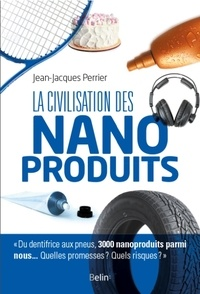 Jean-Jacques Perrier
LA CIVILISATION DES
NANO
PRODUITS
« Du dentifrice aux pneus, 3000 nanoproduits parmi
nous... Quelles promesses ? Quels risques ? »
Belin: